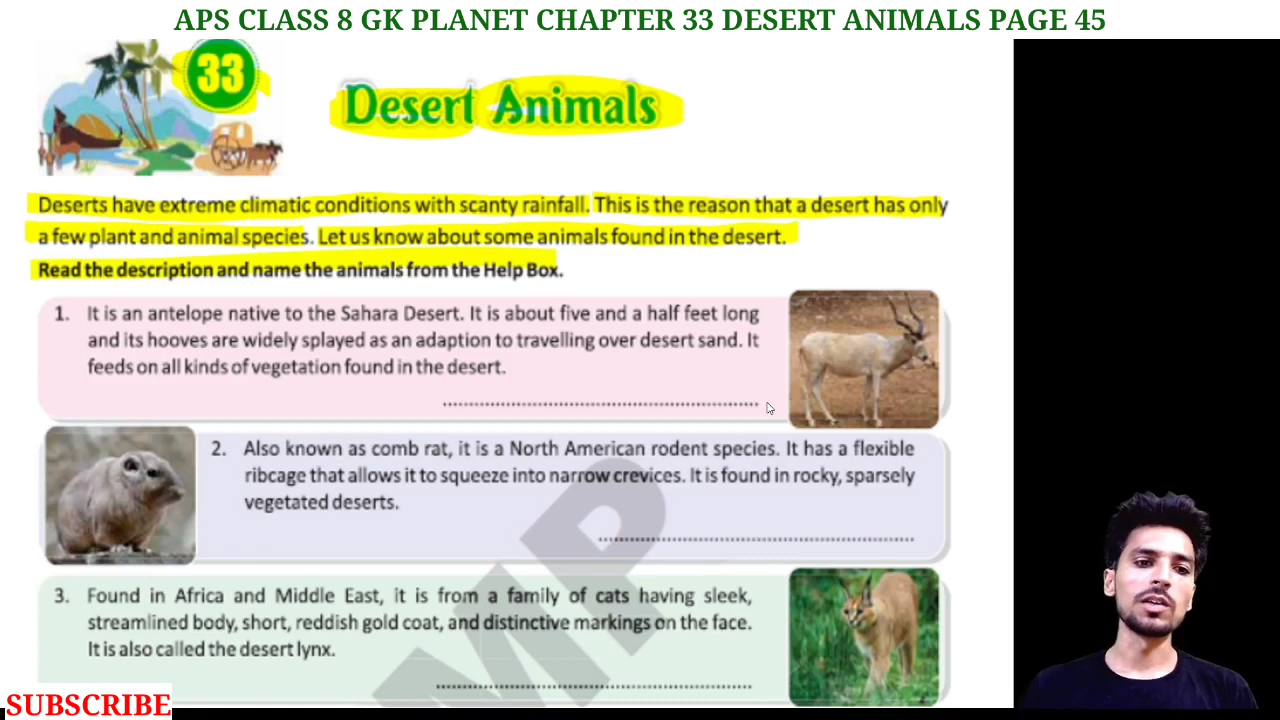 APS CLASS 8 GK PLANET CHAPTER 33 DESERT ANIMALS PAGE 45
33
Desert Animals
Deserts have extreme climatic conditions with scanty rainfall. This is the reason that a desert has only
a few plant and animal species. Let us know about some animals found in the desert.
Read the description and name the animals from the Help Box.
1. It is an antelope native to the Sahara Desert. It is about five and a half feet long
and its hooves are widely splayed as an adaption to travelling over desert sand. It
feeds on all kinds of vegetation found in the desert.
2. Also known as comb rat, it is a North American rodent species. It has a flexible
ribcage that allows it to squeeze into narrow crevices. It is found in rocky, sparsely
vegetated deserts.
3. Found in Africa and Middle East, it is from a family of cats having sleek,
streamlined body, short, reddish gold coat, and distinctive markings on the face.
It is also called the desert lynx.
MP
SUBSCRIBE